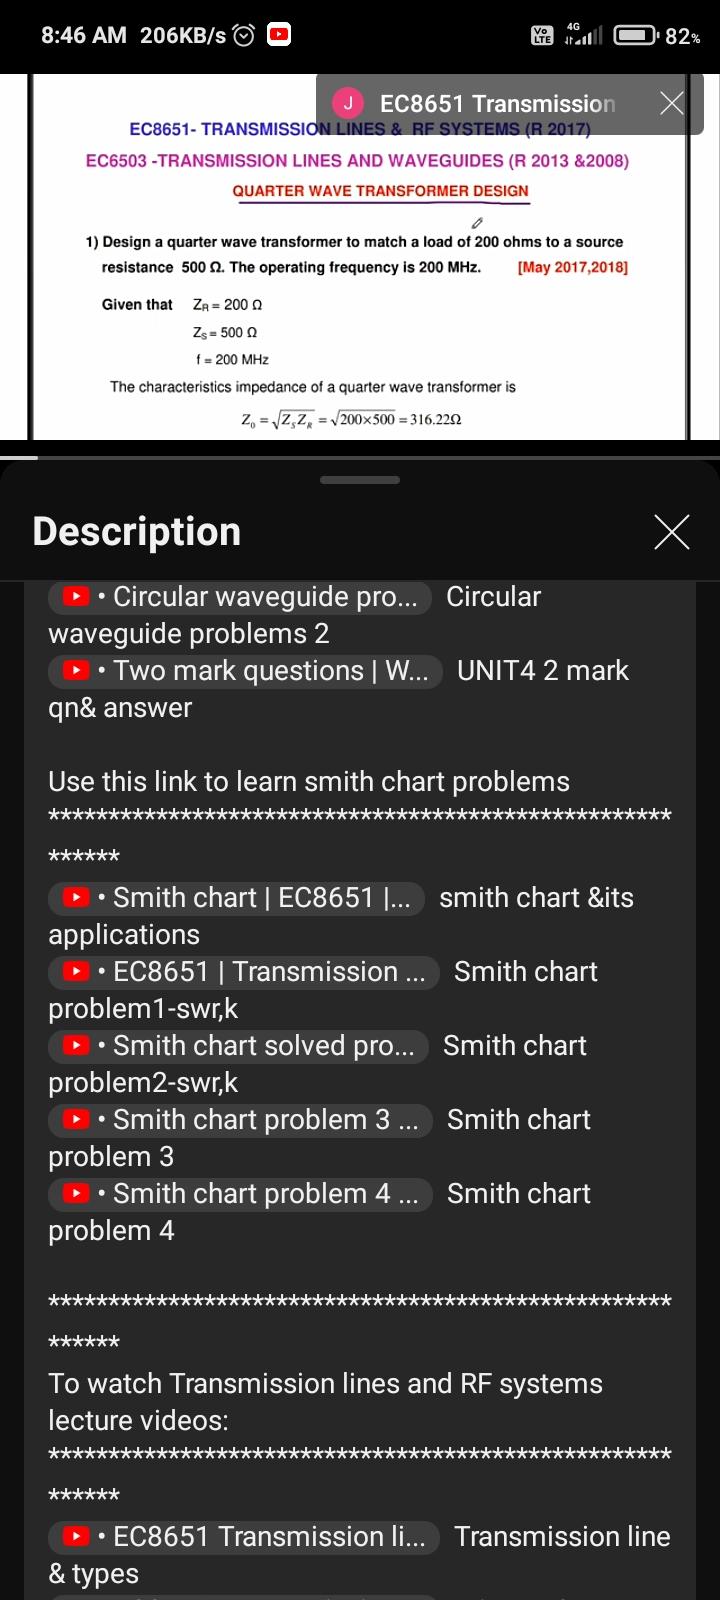 8:46 AM 206KB/s Vo LTE 4G 82%
J EC8651 Transmission
EC8651- TRANSMISSION LINES & RF SYSTEMS (R 2017)
EC6503 -TRANSMISSION LINES AND WAVEGUIDES (R 2013 &2008)
QUARTER WAVE TRANSFORMER DESIGN
1) Design a quarter wave transformer to match a load of 200 ohms to a source
resistance 500 Ω. The operating frequency is 200 MHz. [May 2017,2018]
Given that Z_R = 200 Ω
Z_S = 500 Ω
f = 200 MHz
The characteristics impedance of a quarter wave transformer is
Z_0 = √(Z_s Z_R) = √(200×500) = 316.22Ω
Description
• Circular waveguide pro... Circular
waveguide problems 2
• Two mark questions | W... UNIT4 2 mark
qn& answer
Use this link to learn smith chart problems
****************************************************
******
• Smith chart | EC8651 |... smith chart &its
applications
• EC8651 | Transmission ... Smith chart
problem1-swr,k
• Smith chart solved pro... Smith chart
problem2-swr,k
• Smith chart problem 3 ... Smith chart
problem 3
• Smith chart problem 4 ... Smith chart
problem 4
****************************************************
******
To watch Transmission lines and RF systems
lecture videos:
****************************************************
******
• EC8651 Transmission li... Transmission line
& types